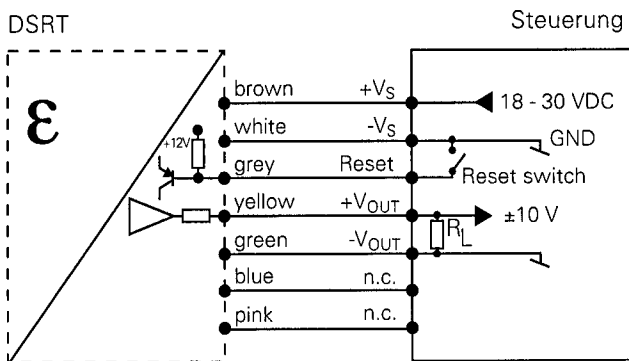 DSRT
Steuerung
ε
brown +VS 18 - 30 VDC
+12V
white -VS GND
grey Reset Reset switch
yellow +VOUT ±10 V
RL
green -VOUT
blue n.c.
pink n.c.